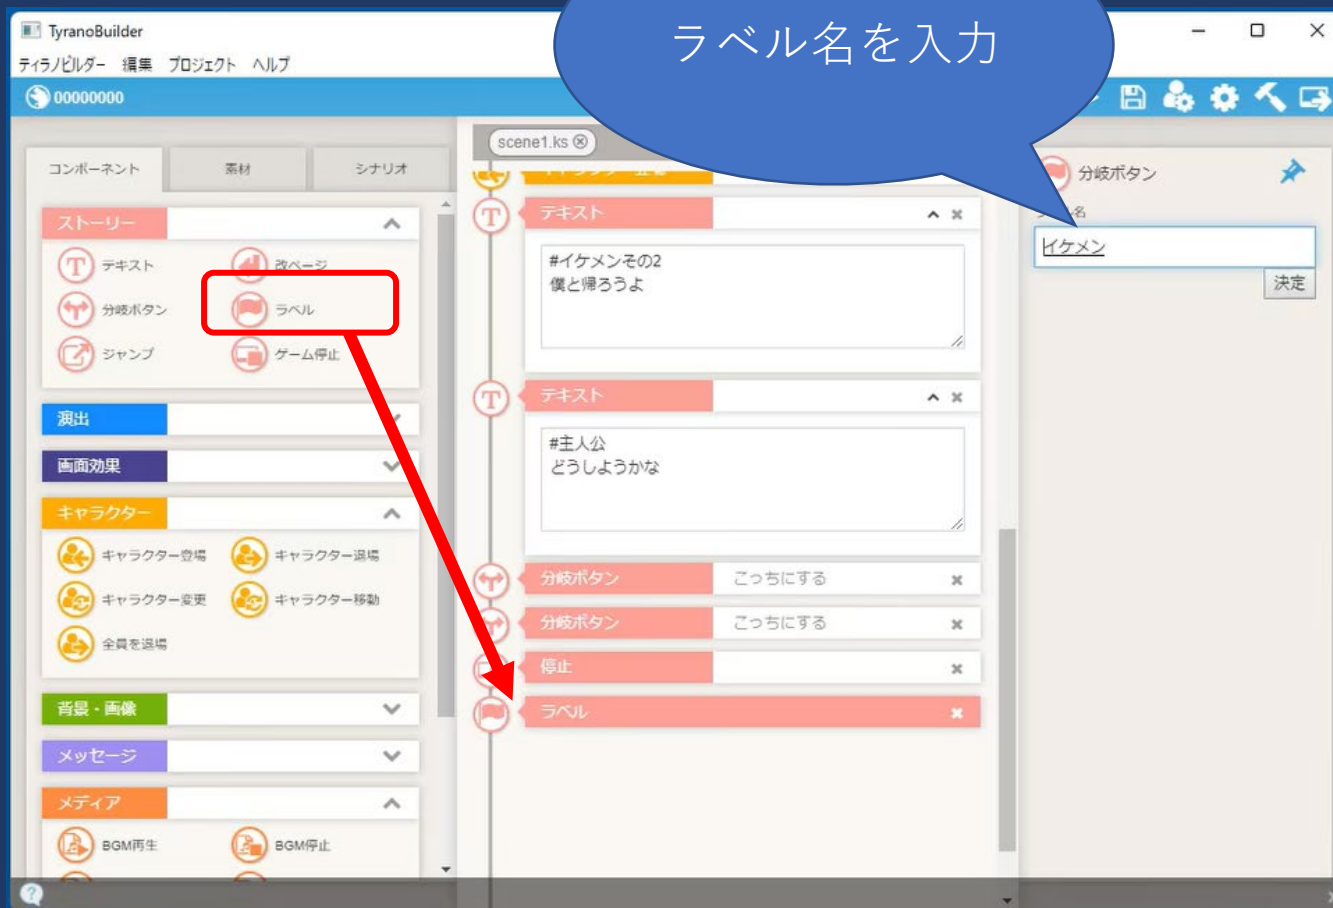 TyranoBuilder
ラベル名を入力
ティラノビルダー 編集 プロジェクト ヘルプ
00000000
コンポーネント 素材 シナリオ
ストーリー
テキスト 改ページ
分岐ボタン ラベル
ジャンプ ゲーム停止
演出
画面効果
キャラクター
キャラクター登場 キャラクター退場
キャラクター変更 キャラクター移動
全員を退場
背景・画像
メッセージ
メディア
BGM再生 BGM停止
scene1.ks
テキスト
#イケメンその2
僕と帰ろうよ
テキスト
#主人公
どうしようかな
分岐ボタン こっちにする
分岐ボタン こっちにする
停止
ラベル
分岐ボタン
名
イケメン
決定